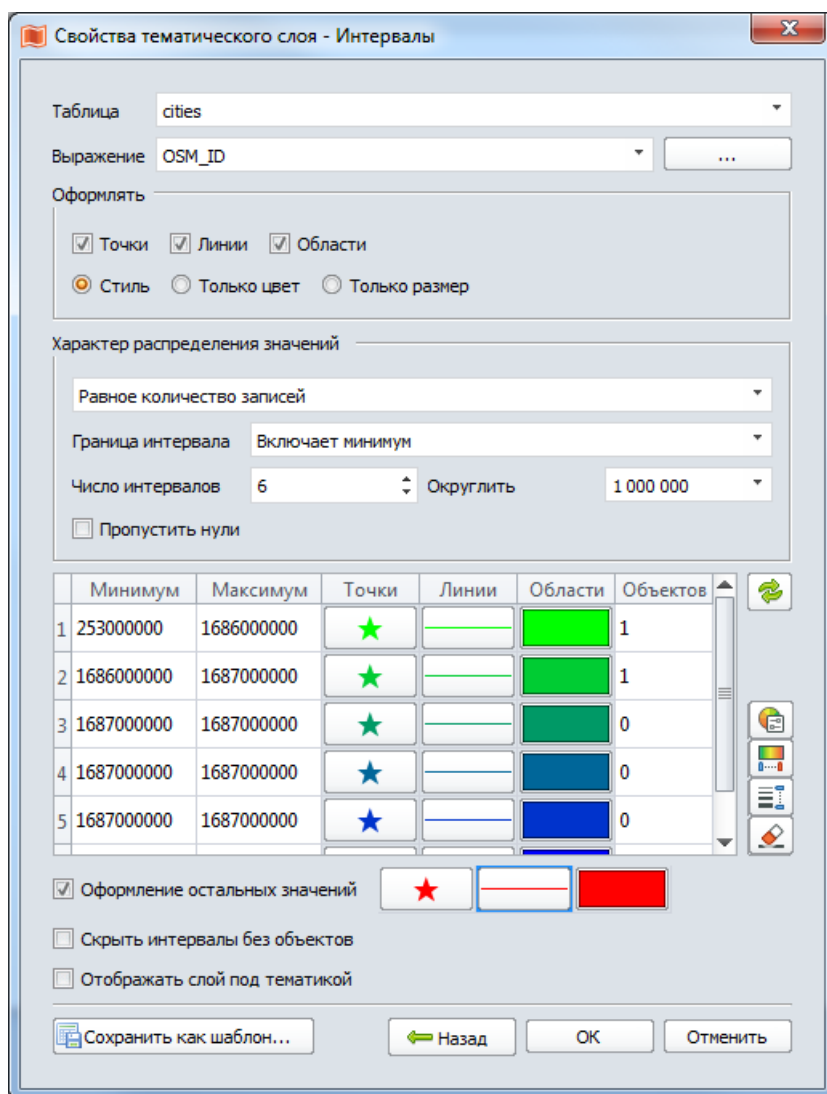 Свойства тематического слоя - Интервалы
Таблица cities
Выражение OSM_ID ...
Оформлять
Точки Линии Области
Стиль Только цвет Только размер
Характер распределения значений
Равное количество записей
Граница интервала Включает минимум
Число интервалов 6 Округлить 1 000 000
Пропустить нули
Минимум Максимум Точки Линии Области Объектов
1 253000000 1686000000 1
2 1686000000 1687000000 1
3 1687000000 1687000000 0
4 1687000000 1687000000 0
5 1687000000 1687000000 0
Оформление остальных значений
Скрыть интервалы без объектов
Отображать слой под тематикой
Сохранить как шаблон... Назад ОК Отменить